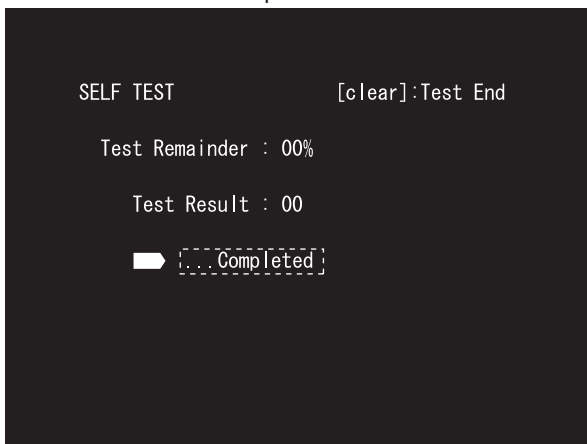 SELF TEST [clear]:Test End
Test Remainder : 00%
Test Result : 00
...Completed